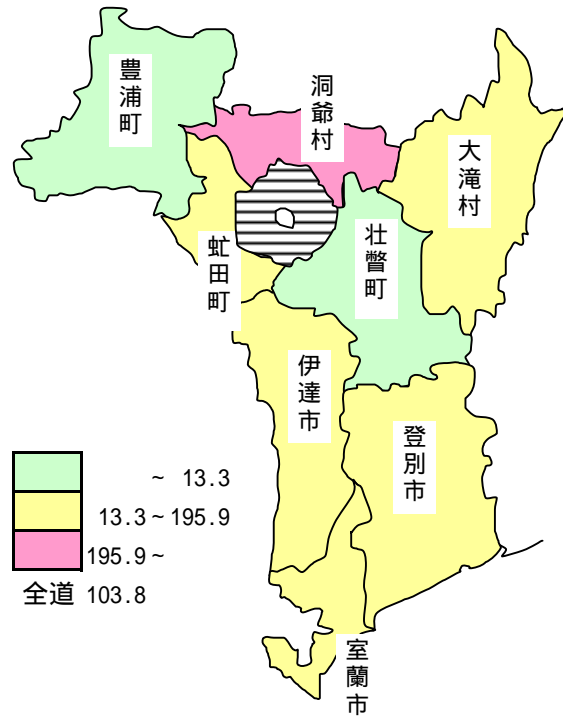 豊浦町
洞爺村
大滝村
虻田町
壮瞥町
伊達市
登別市
室蘭市
~ 13.3
13.3~195.9
195.9~
全道 103.8